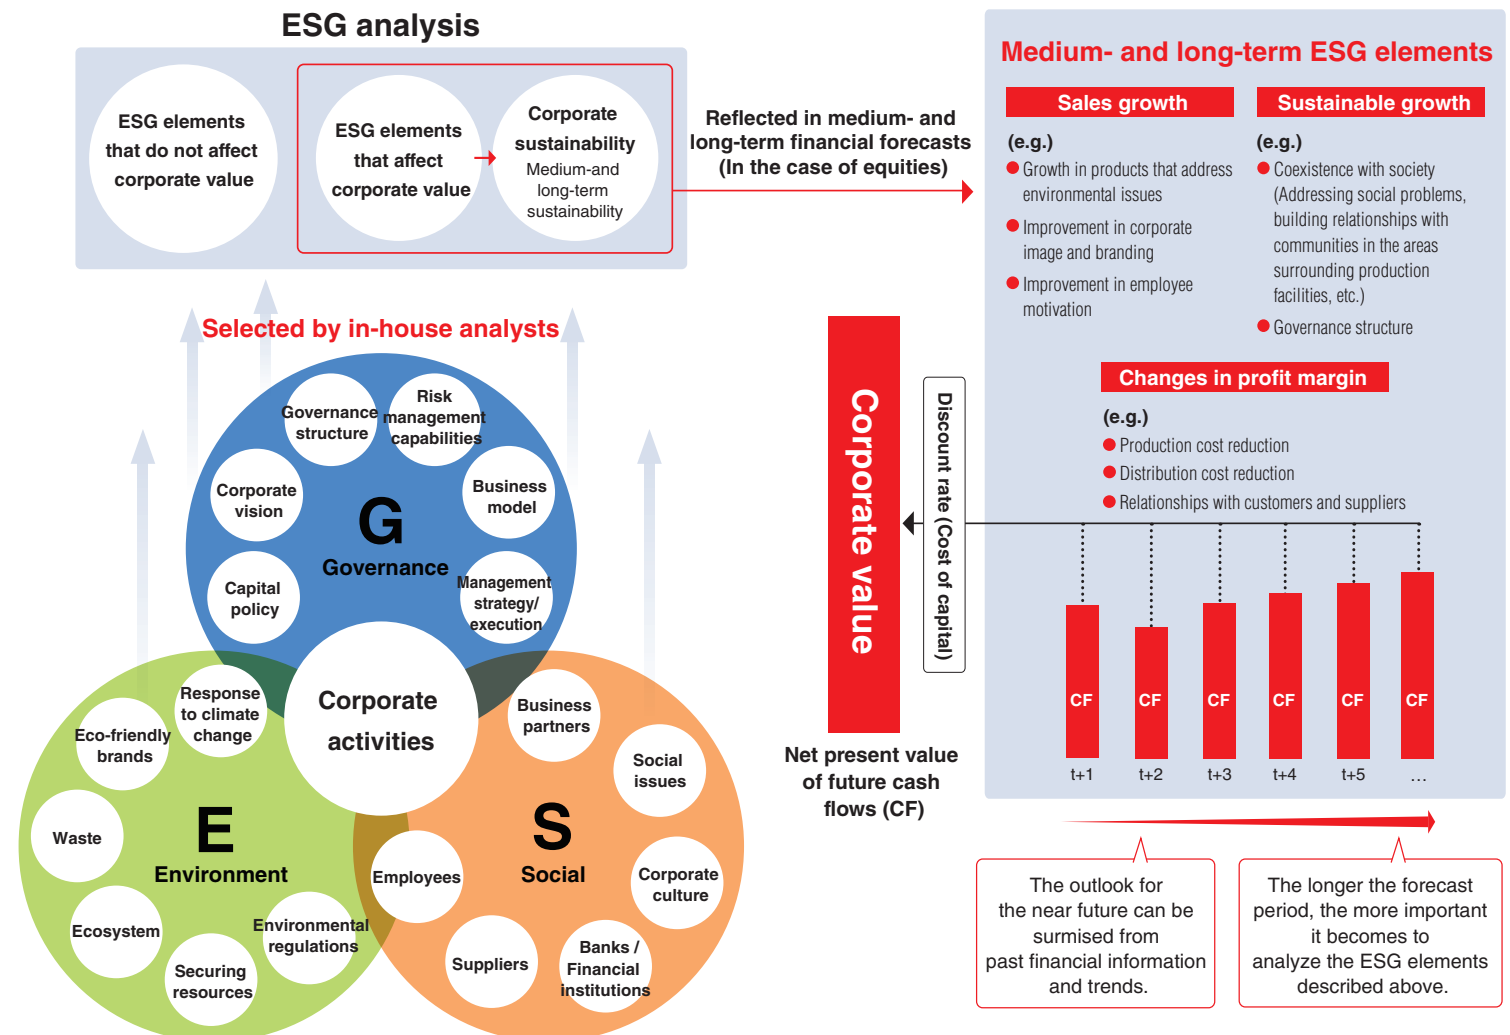 ESG analysis
ESG elements
that do not affect
corporate value
ESG elements
that affect
corporate value
Corporate
sustainability
Medium-and
long-term
sustainability
Reflected in medium- and
long-term financial forecasts
(In the case of equities)
Selected by in-house analysts
Governance
structure
Risk
management
capabilities
Corporate
vision
Business
model
G
Governance
Capital
policy
Management
strategy/
execution
Corporate
activities
Response
to climate
change
Eco-friendly
brands
Waste
E
Environment
Ecosystem
Environmental
regulations
Securing
resources
Business
partners
Social
issues
S
Social
Employees
Corporate
culture
Suppliers
Banks /
Financial
institutions
Corporate value
Discount rate (Cost of capital)
Net present value
of future cash
flows (CF)
Medium- and long-term ESG elements
Sales growth
(e.g.)
● Growth in products that address
environmental issues
● Improvement in corporate
image and branding
● Improvement in employee
motivation
Sustainable growth
(e.g.)
● Coexistence with society
(Addressing social problems,
building relationships with
communities in the areas
surrounding production
facilities, etc.)
● Governance structure
Changes in profit margin
(e.g.)
● Production cost reduction
● Distribution cost reduction
● Relationships with customers and suppliers
CF CF CF CF CF CF
t+1 t+2 t+3 t+4 t+5 ...
The outlook for
the near future can be
surmised from
past financial information
and trends.
The longer the forecast
period, the more important
it becomes to
analyze the ESG elements
described above.